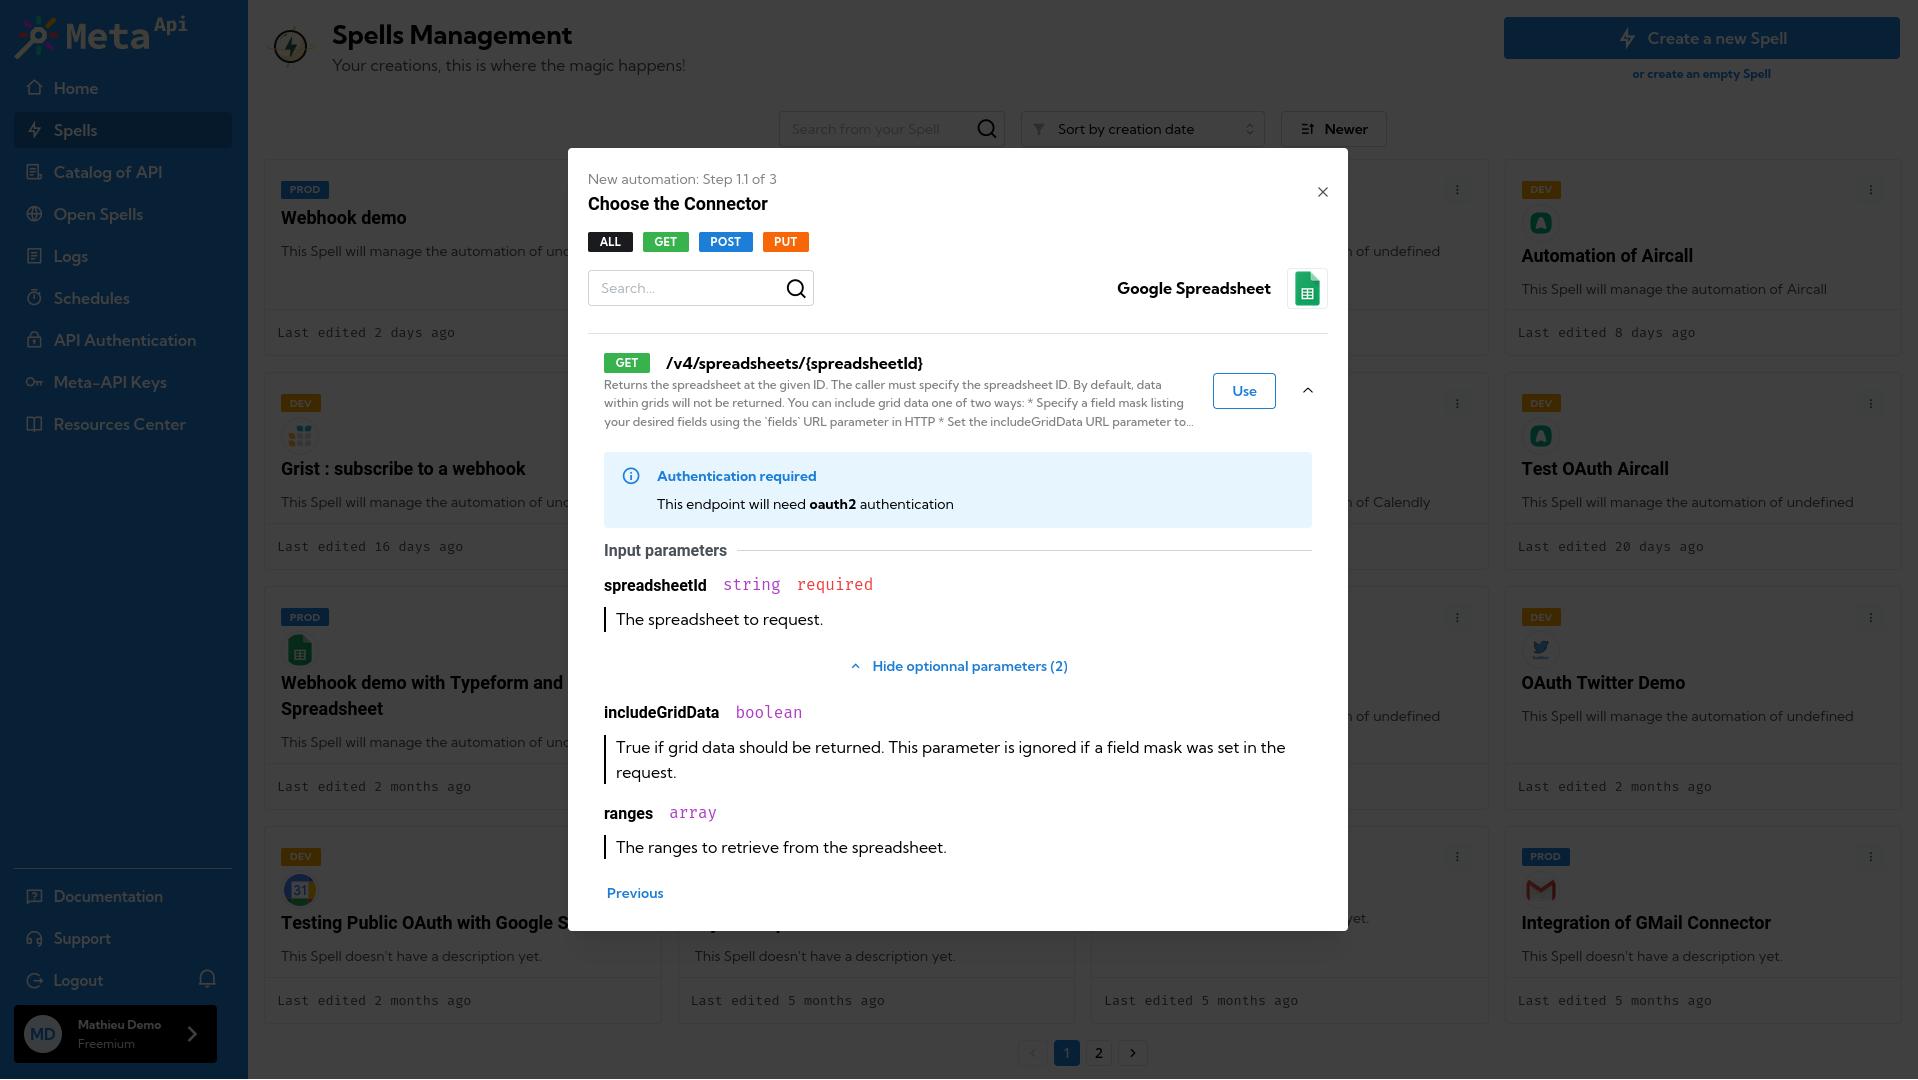 Meta Api
Home
Spells
Catalog of API
Open Spells
Logs
Schedules
API Authentication
Meta-API Keys
Resources Center
Documentation
Support
Logout
MD
Mathieu Demo
Freemium
Spells Management
Your creations, this is where the magic happens!
Create a new Spell
or create an empty Spell
Search from your Spell
Sort by creation date
Newer
PROD
Webhook demo
This Spell will manage the automation of und
Last edited 2 days ago
DEV
Grist : subscribe to a webhook
This Spell will manage the automation of und
Last edited 16 days ago
PROD
Webhook demo with Typeform and
Spreadsheet
This Spell will manage the automation of und
Last edited 2 months ago
DEV
31
Testing Public OAuth with Google S
This Spell doesn't have a description yet.
Last edited 2 months ago
New automation: Step 1.1 of 3
Choose the Connector
ALL
GET
POST
PUT
Search...
Google Spreadsheet
GET
/v4/spreadsheets/{spreadsheetId}
Returns the spreadsheet at the given ID. The caller must specify the spreadsheet ID. By default, data
within grids will not be returned. You can include grid data one of two ways: * Specify a field mask listing
your desired fields using the `fields` URL parameter in HTTP * Set the includeGridData URL parameter to...
Use
Authentication required
This endpoint will need oauth2 authentication
Input parameters
spreadsheetId string required
The spreadsheet to request.
Hide optionnal parameters (2)
includeGridData boolean
True if grid data should be returned. This parameter is ignored if a field mask was set in the
request.
ranges array
The ranges to retrieve from the spreadsheet.
Previous
This Spell doesn't have a description yet.
Last edited 5 months ago
n of undefined
n of Calendly
n of undefined
yet.
Last edited 5 months ago
DEV
Automation of Aircall
This Spell will manage the automation of Aircall
Last edited 8 days ago
DEV
Test OAuth Aircall
This Spell will manage the automation of undefined
Last edited 20 days ago
DEV
OAuth Twitter Demo
This Spell will manage the automation of undefined
Last edited 2 months ago
PROD
Integration of GMail Connector
This Spell doesn't have a description yet.
Last edited 5 months ago
1
2